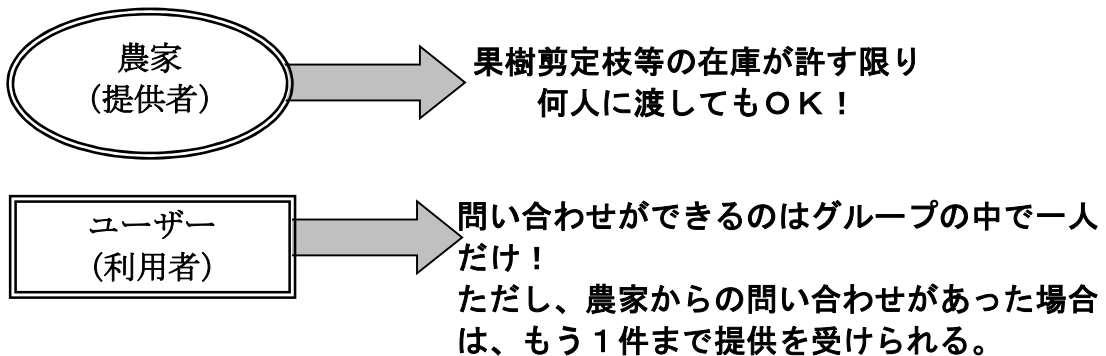 農家
（提供者）
果樹剪定枝等の在庫が許す限り
何人に渡してもＯＫ！
ユーザー
（利用者）
問い合わせができるのはグループの中で一人
だけ！
ただし、農家からの問い合わせがあった場合
は、もう１件まで提供を受けられる。